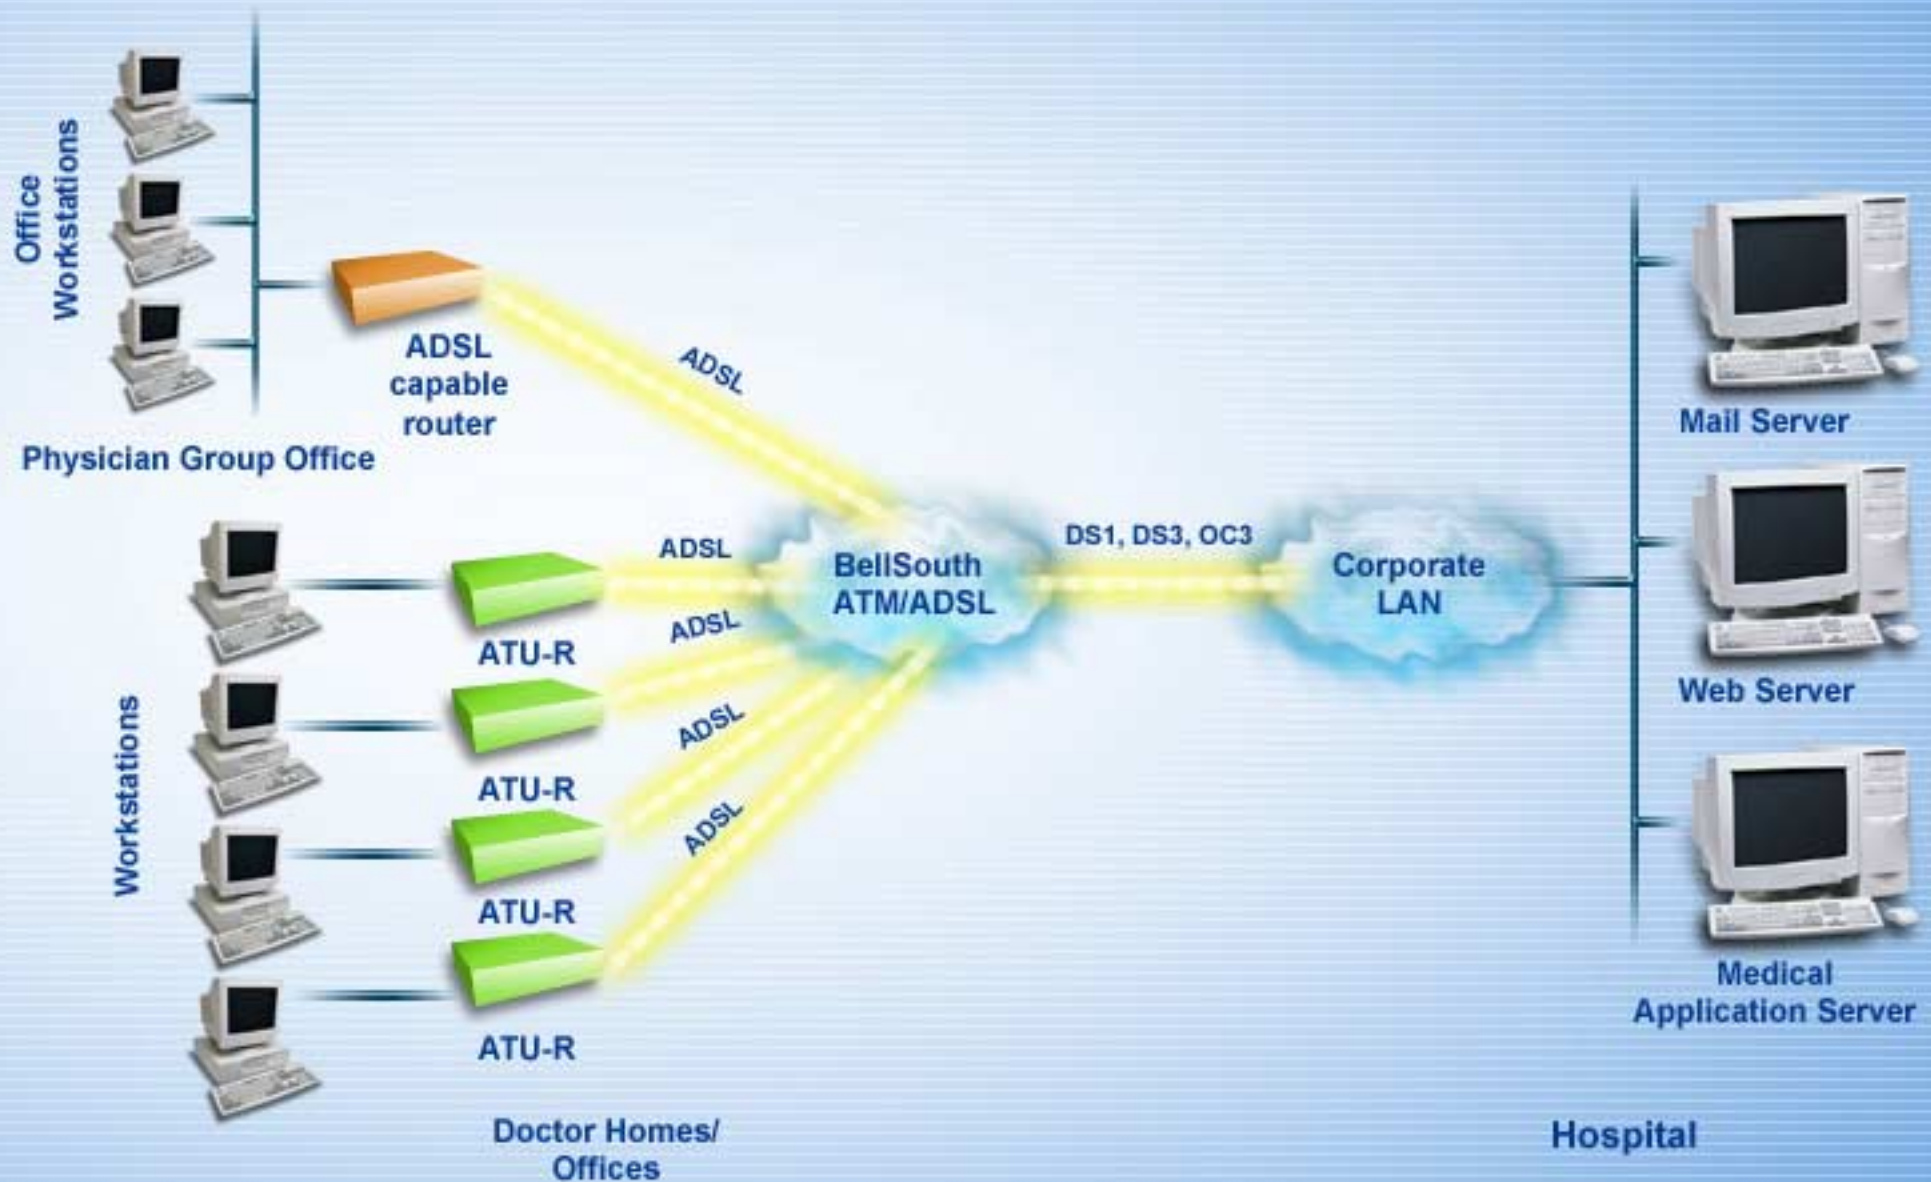 Office
Workstations
ADSL
capable
router
Physician Group Office
ADSL
ADSL
ATU-R
ADSL
ATU-R
ADSL
ATU-R
ADSL
ATU-R
Workstations
Doctor Homes/
Offices
BellSouth
ATM/ADSL
DS1, DS3, OC3
Corporate
LAN
Mail Server
Web Server
Medical
Application Server
Hospital